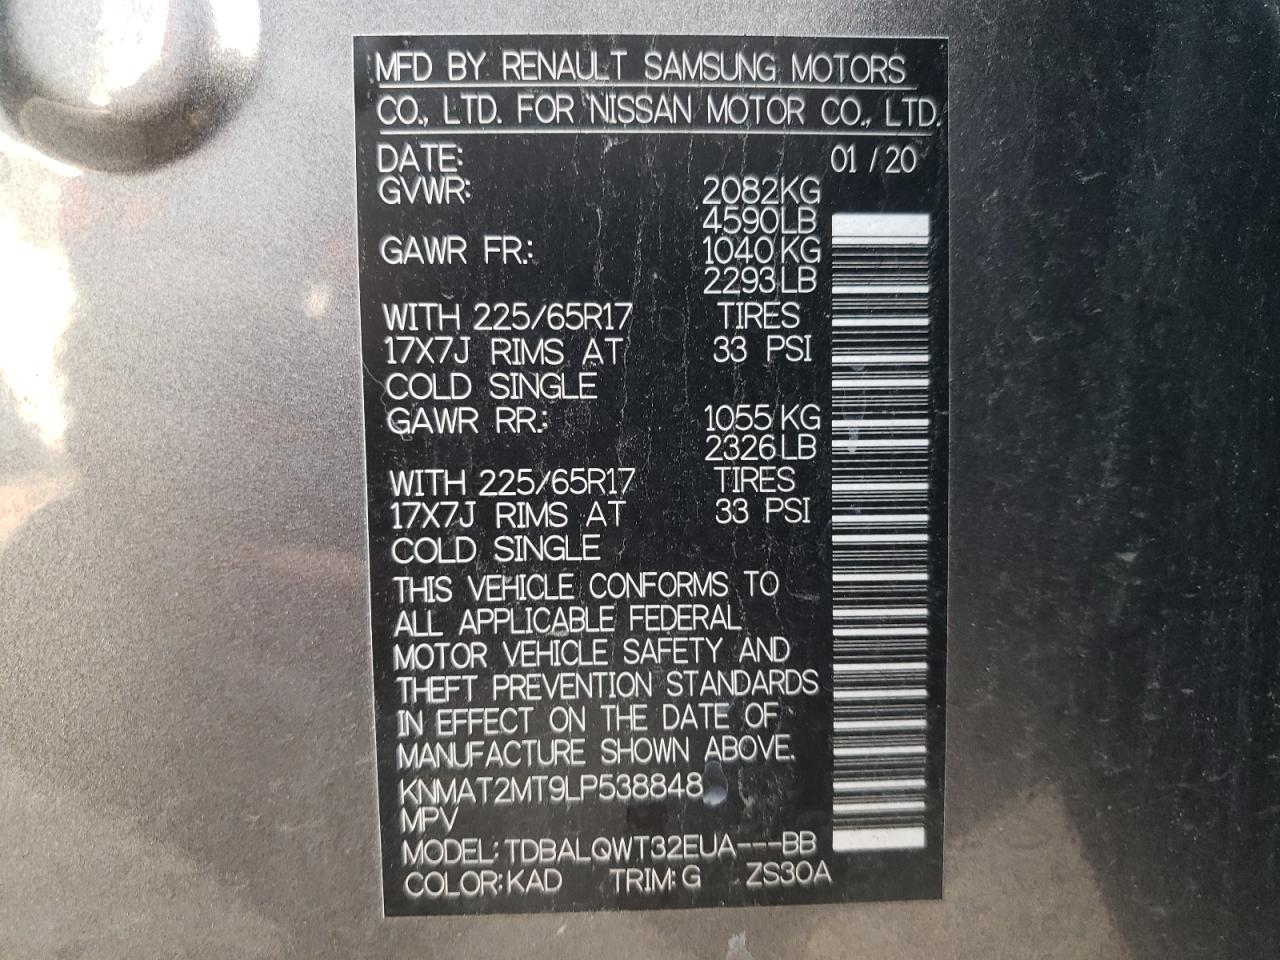 MFD BY RENAULT SAMSUNG MOTORS
CO., LTD. FOR NISSAN MOTOR CO., LTD.
DATE: 01 / 20
GVWR: 2082KG
4590LB
GAWR FR.: 1040KG
2293LB
WITH 225/65R17 TIRES
17X7J RIMS AT 33 PSI
COLD SINGLE
GAWR RR.: 1055KG
2326LB
WITH 225/65R17 TIRES
17X7J RIMS AT 33 PSI
COLD SINGLE
THIS VEHICLE CONFORMS TO
ALL APPLICABLE FEDERAL
MOTOR VEHICLE SAFETY AND
THEFT PREVENTION STANDARDS
IN EFFECT ON THE DATE OF
MANUFACTURE SHOWN ABOVE.
KNMAT2MT9LP538848
MPV
MODEL: TDBALQWT32EUA---BB
COLOR: KAD TRIM: G ZS30A